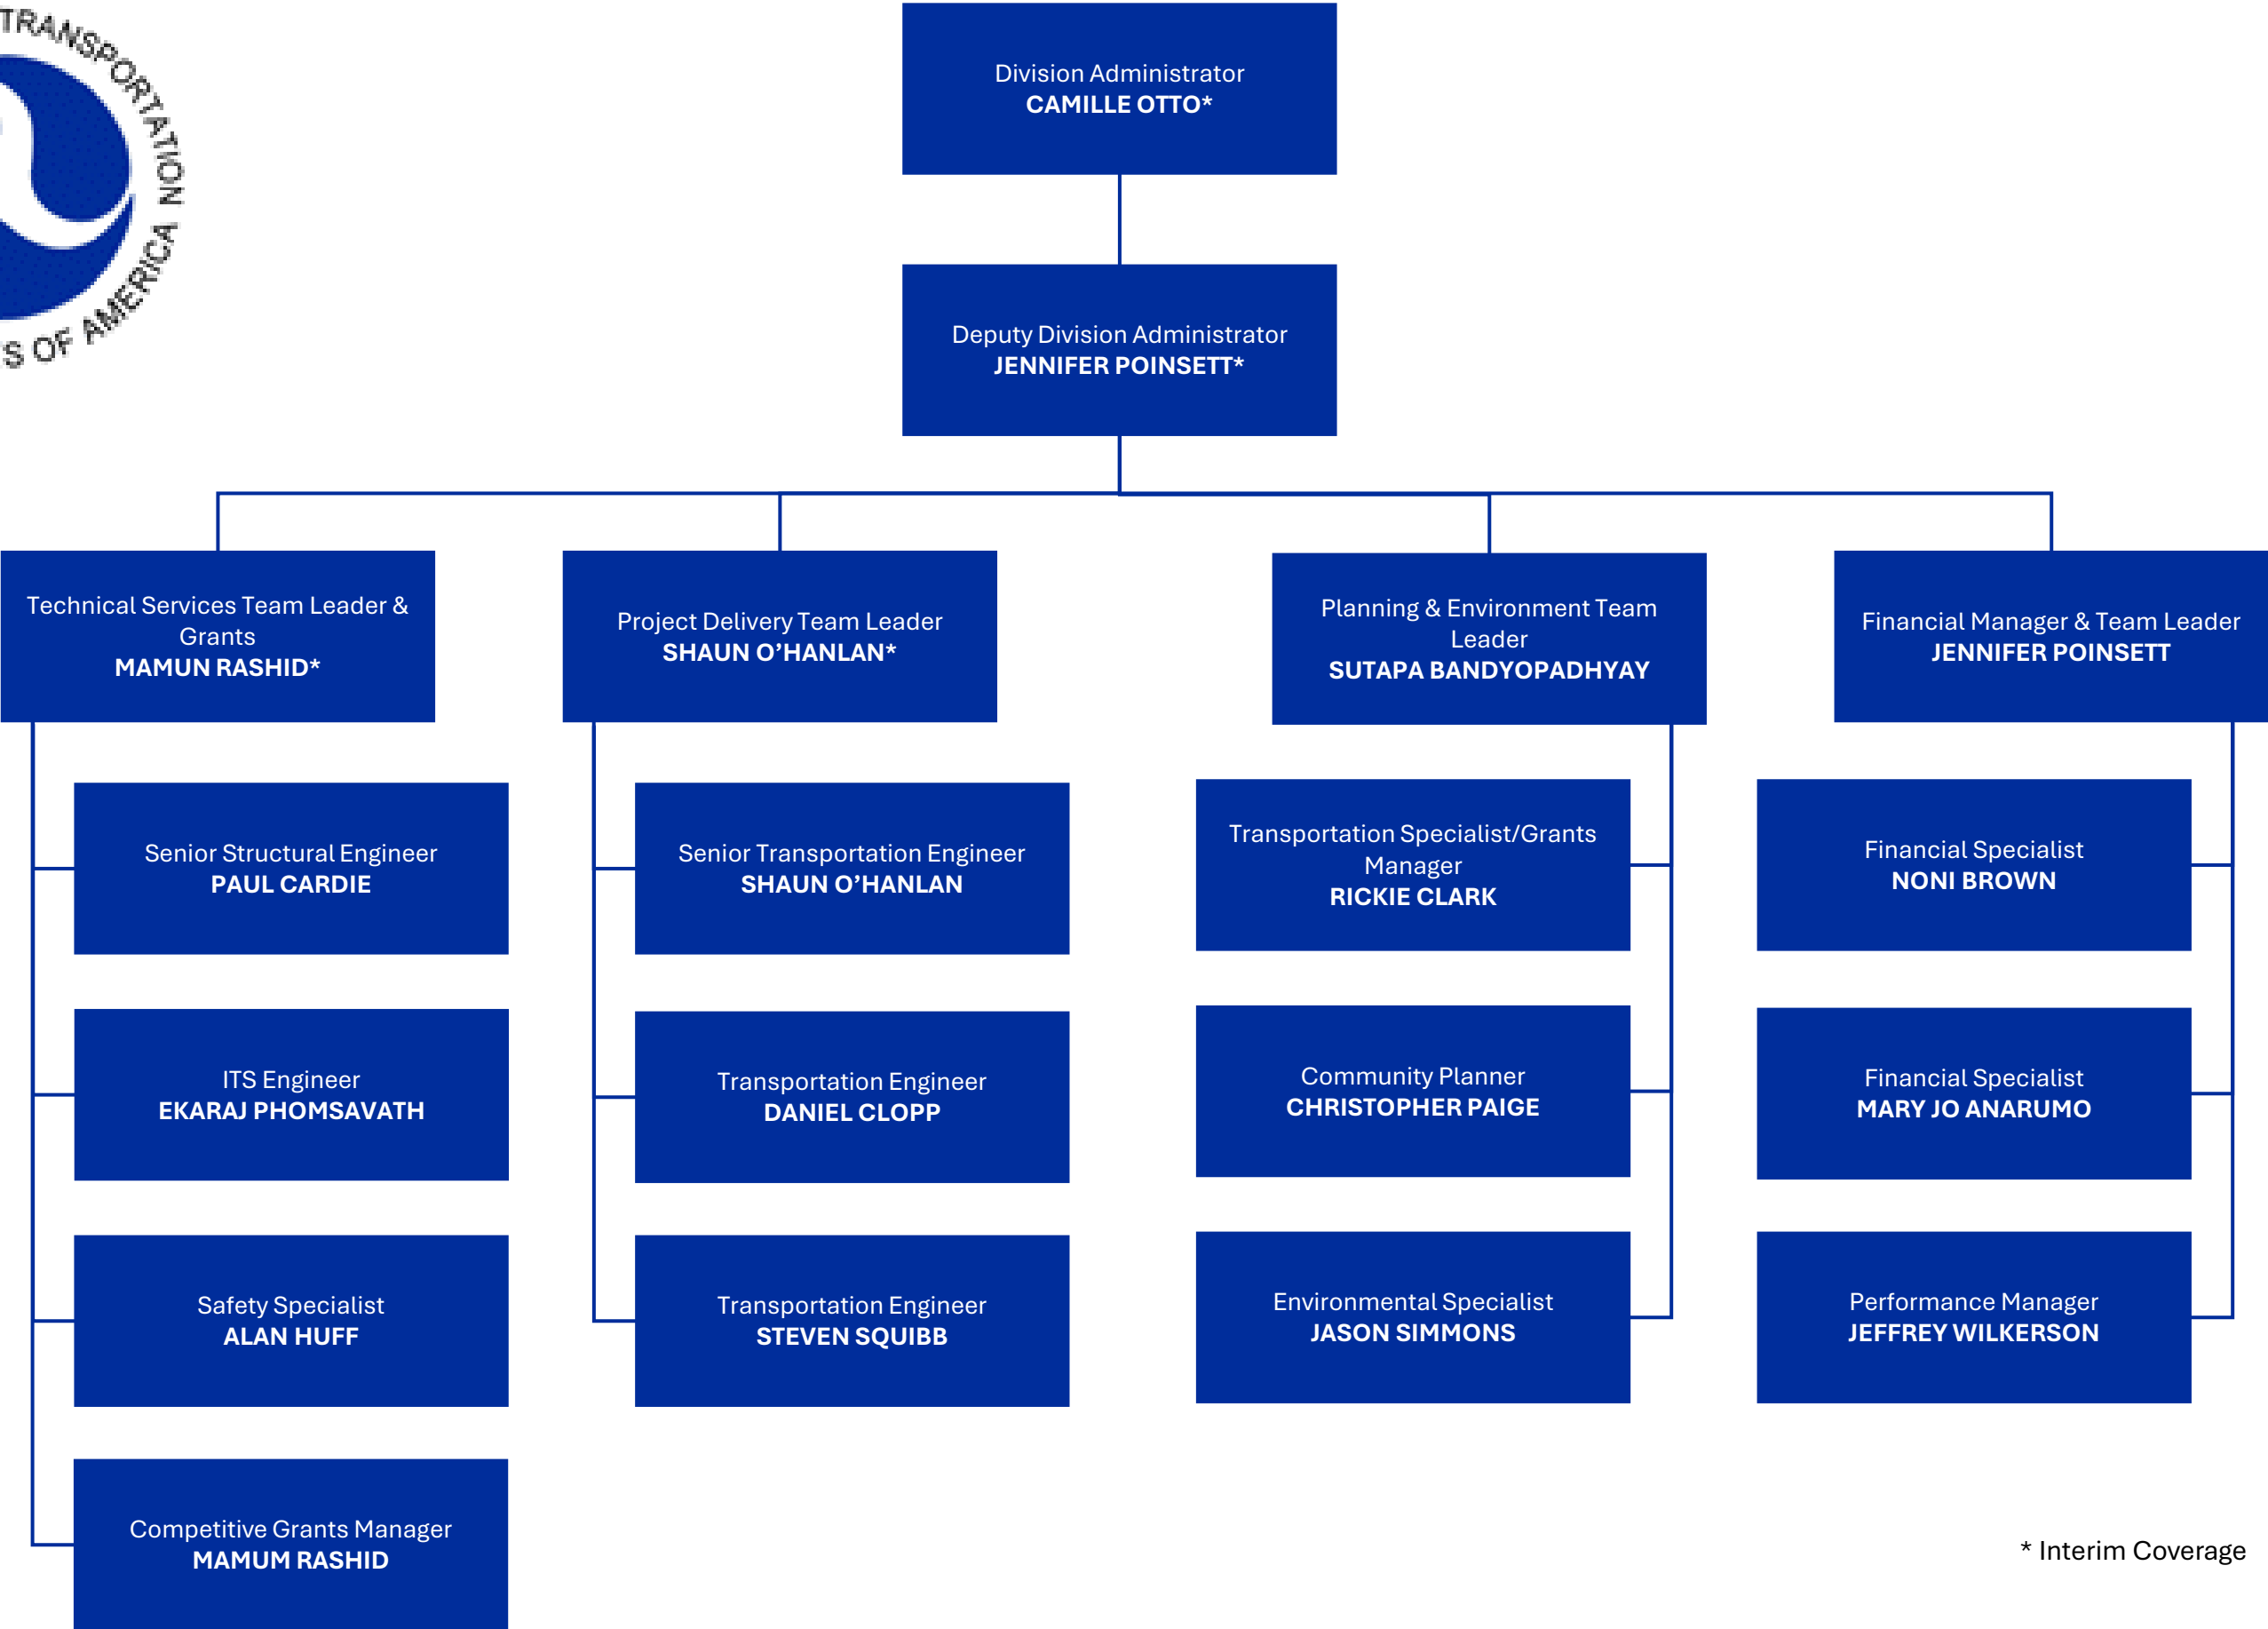 TRANSPORTATION
S OF AMERICA
Division Administrator
CAMILLE OTTO*
Deputy Division Administrator
JENNIFER POINSETT*
Technical Services Team Leader &
Grants
MAMUN RASHID*
Project Delivery Team Leader
SHAUN O’HANLAN*
Planning & Environment Team
Leader
SUTAPA BANDYOPADHYAY
Financial Manager & Team Leader
JENNIFER POINSETT
Senior Structural Engineer
PAUL CARDIE
ITS Engineer
EKARAJ PHOMSAVATH
Safety Specialist
ALAN HUFF
Competitive Grants Manager
MAMUM RASHID
Senior Transportation Engineer
SHAUN O’HANLAN
Transportation Engineer
DANIEL CLOPP
Transportation Engineer
STEVEN SQUIBB
Transportation Specialist/Grants
Manager
RICKIE CLARK
Community Planner
CHRISTOPHER PAIGE
Environmental Specialist
JASON SIMMONS
Financial Specialist
NONI BROWN
Financial Specialist
MARY JO ANARUMO
Performance Manager
JEFFREY WILKERSON
* Interim Coverage